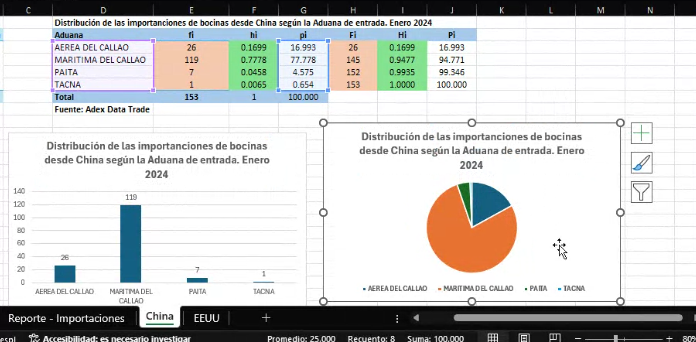 C D E F G H I J K L M N
Distribución de las importanciones de bocinas desde China según la Aduana de entrada. Enero 2024
Aduana fi hi pi Fi Hi Pi
AEREA DEL CALLAO 26 0.1699 16.993 26 0.1699 16.993
MARITIMA DEL CALLAO 119 0.7778 77.778 145 0.9477 94.771
PAITA 7 0.0458 4.575 152 0.9935 99.346
TACNA 1 0.0065 0.654 153 1.0000 100.000
Total 153 1 100.000
Fuente: Adex Data Trade
Distribución de las importanciones de bocinas
desde China según la Aduana de entrada. Enero
2024
140
120
100
80
60
40
20
0
26
119
7
1
AEREA DEL CALLAO
MARITIMA DEL
CALLAO
PAITA
TACNA
Distribución de las importanciones de bocinas
desde China según la Aduana de entrada. Enero
2024
AEREA DEL CALLAO MARITIMA DEL CALLAO PAITA TACNA
Reporte - Importaciones China EEUU +
Accesibilidad: es necesario investigar Promedio: 25.000 Recuento: 8 Suma: 100.000